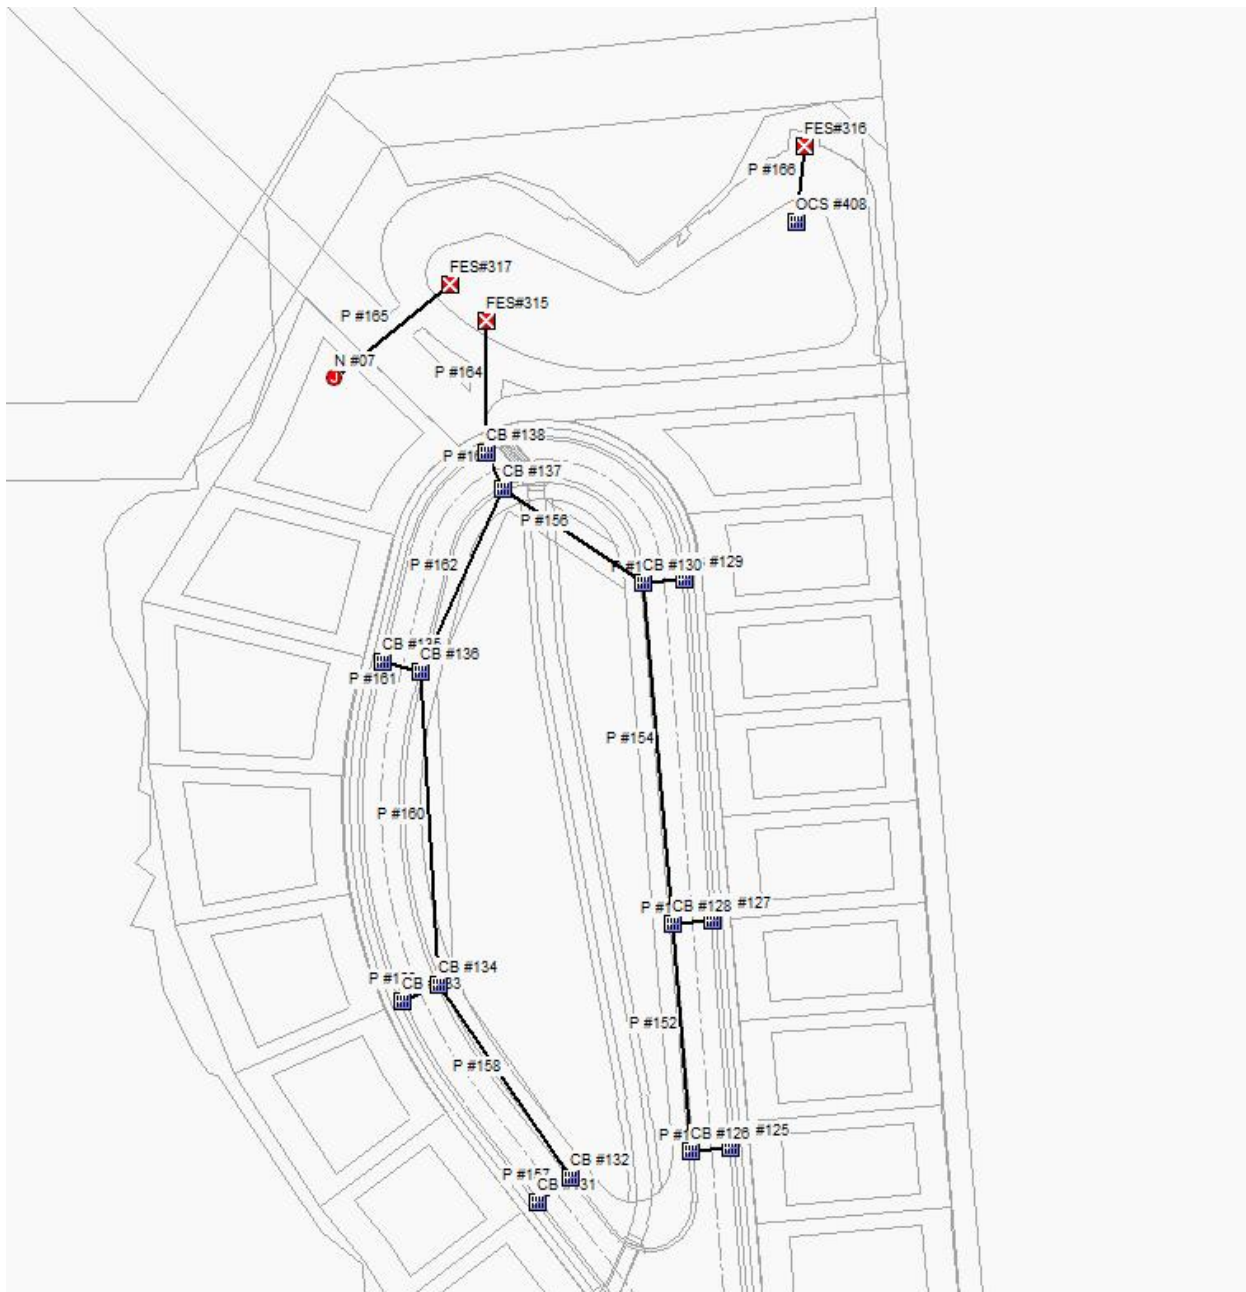 FES#316
P #166
OCS #408
FES#317
FES#315
P #165
N #07
P #164
CB #138
CB #137
P #156
P #162
CB #130
#129
CB #136
P #161
P #154
P #160
CB #128
#127
CB #134
P #152
P #158
CB #126
#125
CB #132